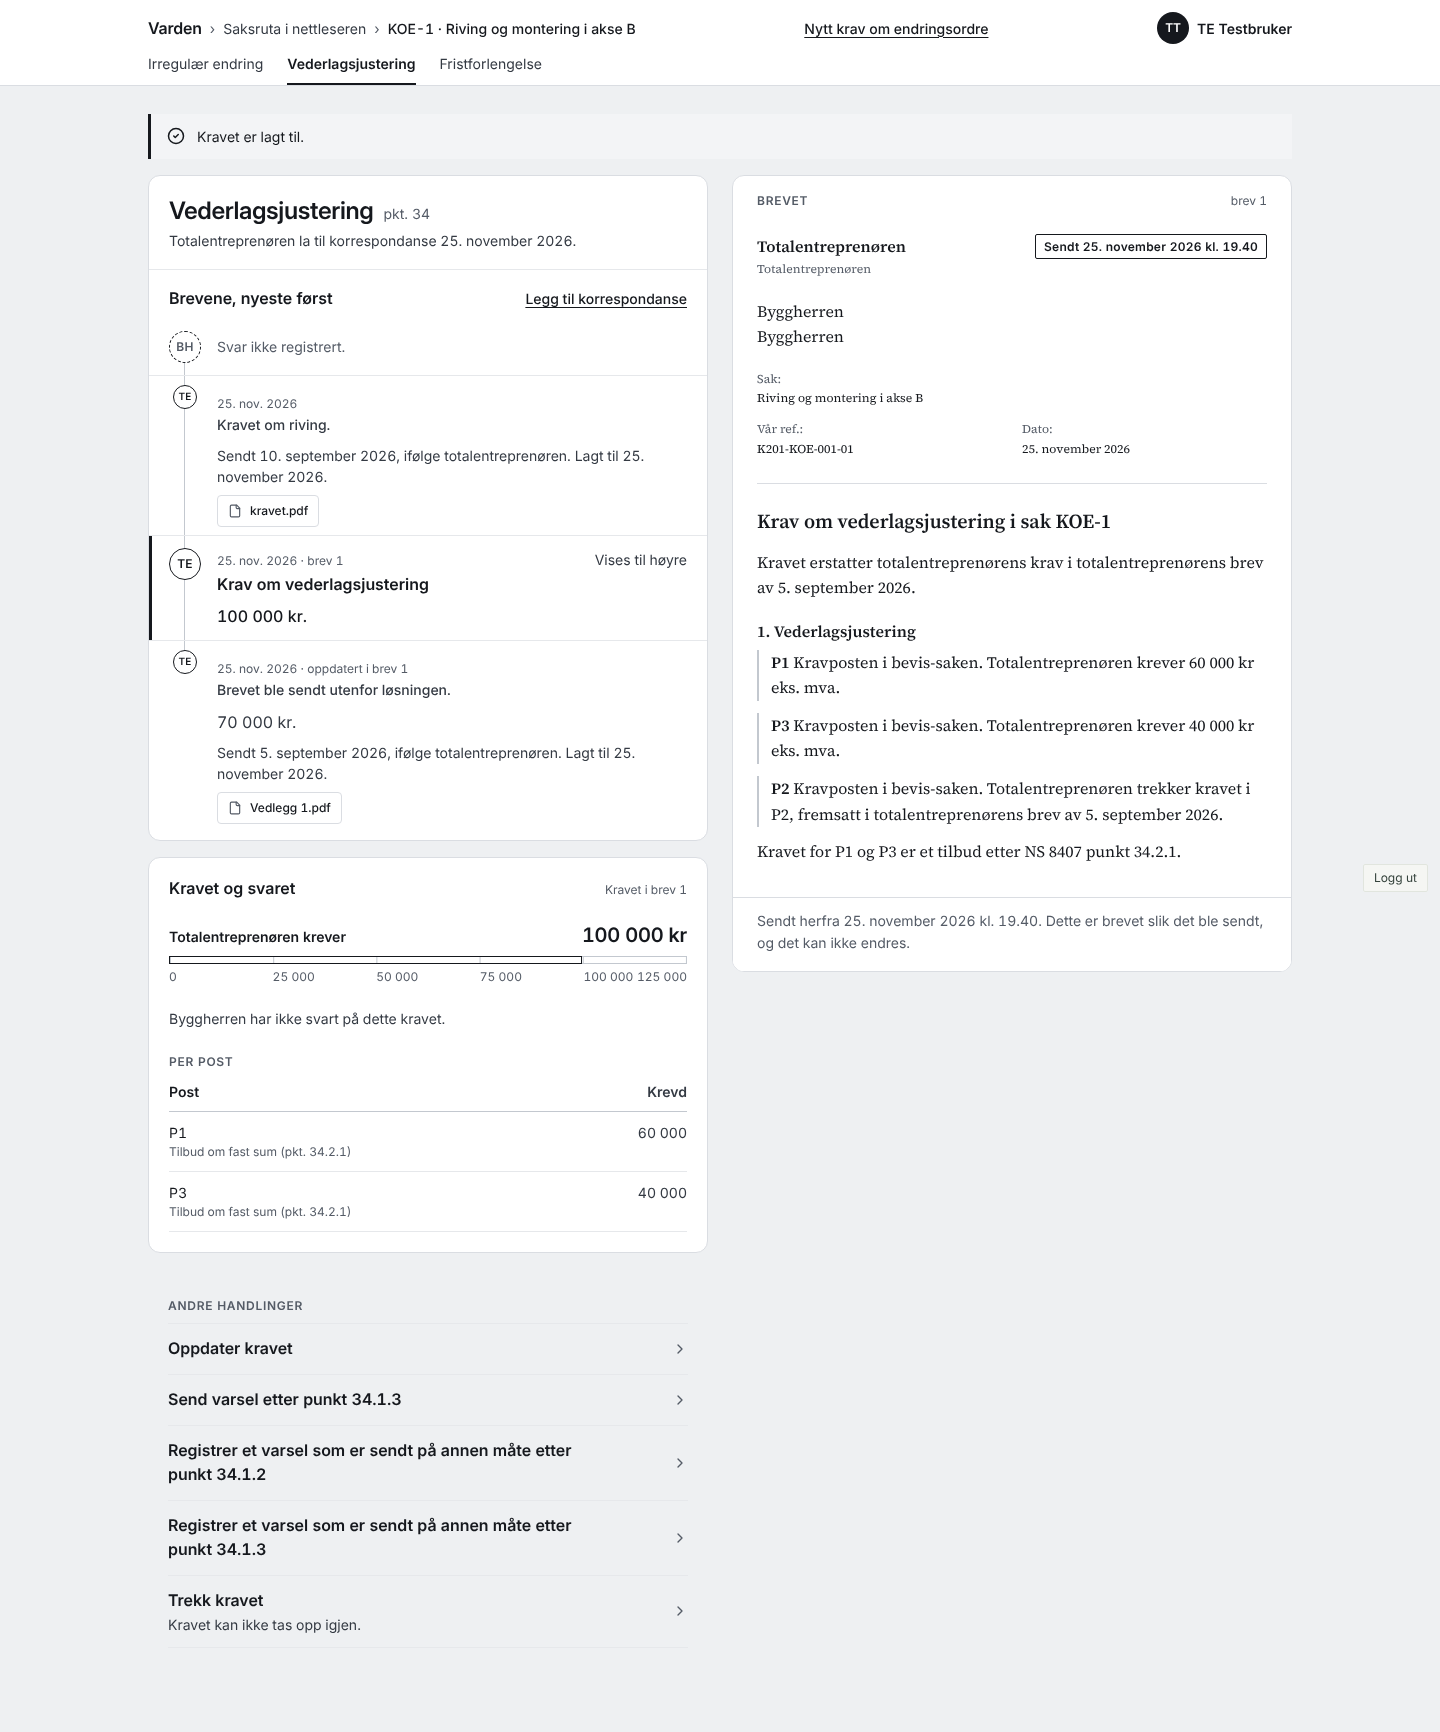 Varden › Saksruta i nettleseren › KOE-1 · Riving og montering i akse B
Nytt krav om endringsordre
TT TE Testbruker
Irregulær endring Vederlagsjustering Fristforlengelse
Kravet er lagt til.
Vederlagsjustering pkt. 34
Totalentreprenøren la til korrespondanse 25. november 2026.
Brevene, nyeste først Legg til korrespondanse
BH Svar ikke registrert.
TE 25. nov. 2026
Kravet om riving.
Sendt 10. september 2026, ifølge totalentreprenøren. Lagt til 25.
november 2026.
kravet.pdf
TE 25. nov. 2026 · brev 1 Vises til høyre
Krav om vederlagsjustering
100 000 kr.
TE 25. nov. 2026 · oppdatert i brev 1
Brevet ble sendt utenfor løsningen.
70 000 kr.
Sendt 5. september 2026, ifølge totalentreprenøren. Lagt til 25.
november 2026.
Vedlegg 1.pdf
Kravet og svaret Kravet i brev 1
Totalentreprenøren krever 100 000 kr
0 25 000 50 000 75 000 100 000 125 000
Byggherren har ikke svart på dette kravet.
PER POST
Post Krevd
P1 60 000
Tilbud om fast sum (pkt. 34.2.1)
P3 40 000
Tilbud om fast sum (pkt. 34.2.1)
ANDRE HANDLINGER
Oppdater kravet
Send varsel etter punkt 34.1.3
Registrer et varsel som er sendt på annen måte etter
punkt 34.1.2
Registrer et varsel som er sendt på annen måte etter
punkt 34.1.3
Trekk kravet
Kravet kan ikke tas opp igjen.
BREVET brev 1
Totalentreprenøren Sendt 25. november 2026 kl. 19.40
Totalentreprenøren
Byggherren
Byggherren
Sak:
Riving og montering i akse B
Vår ref.: Dato:
K201-KOE-001-01 25. november 2026
Krav om vederlagsjustering i sak KOE-1
Kravet erstatter totalentreprenørens krav i totalentreprenørens brev
av 5. september 2026.
1. Vederlagsjustering
P1 Kravposten i bevis-saken. Totalentreprenøren krever 60 000 kr
eks. mva.
P3 Kravposten i bevis-saken. Totalentreprenøren krever 40 000 kr
eks. mva.
P2 Kravposten i bevis-saken. Totalentreprenøren trekker kravet i
P2, fremsatt i totalentreprenørens brev av 5. september 2026.
Kravet for P1 og P3 er et tilbud etter NS 8407 punkt 34.2.1.
Sendt herfra 25. november 2026 kl. 19.40. Dette er brevet slik det ble sendt,
og det kan ikke endres.
Logg ut